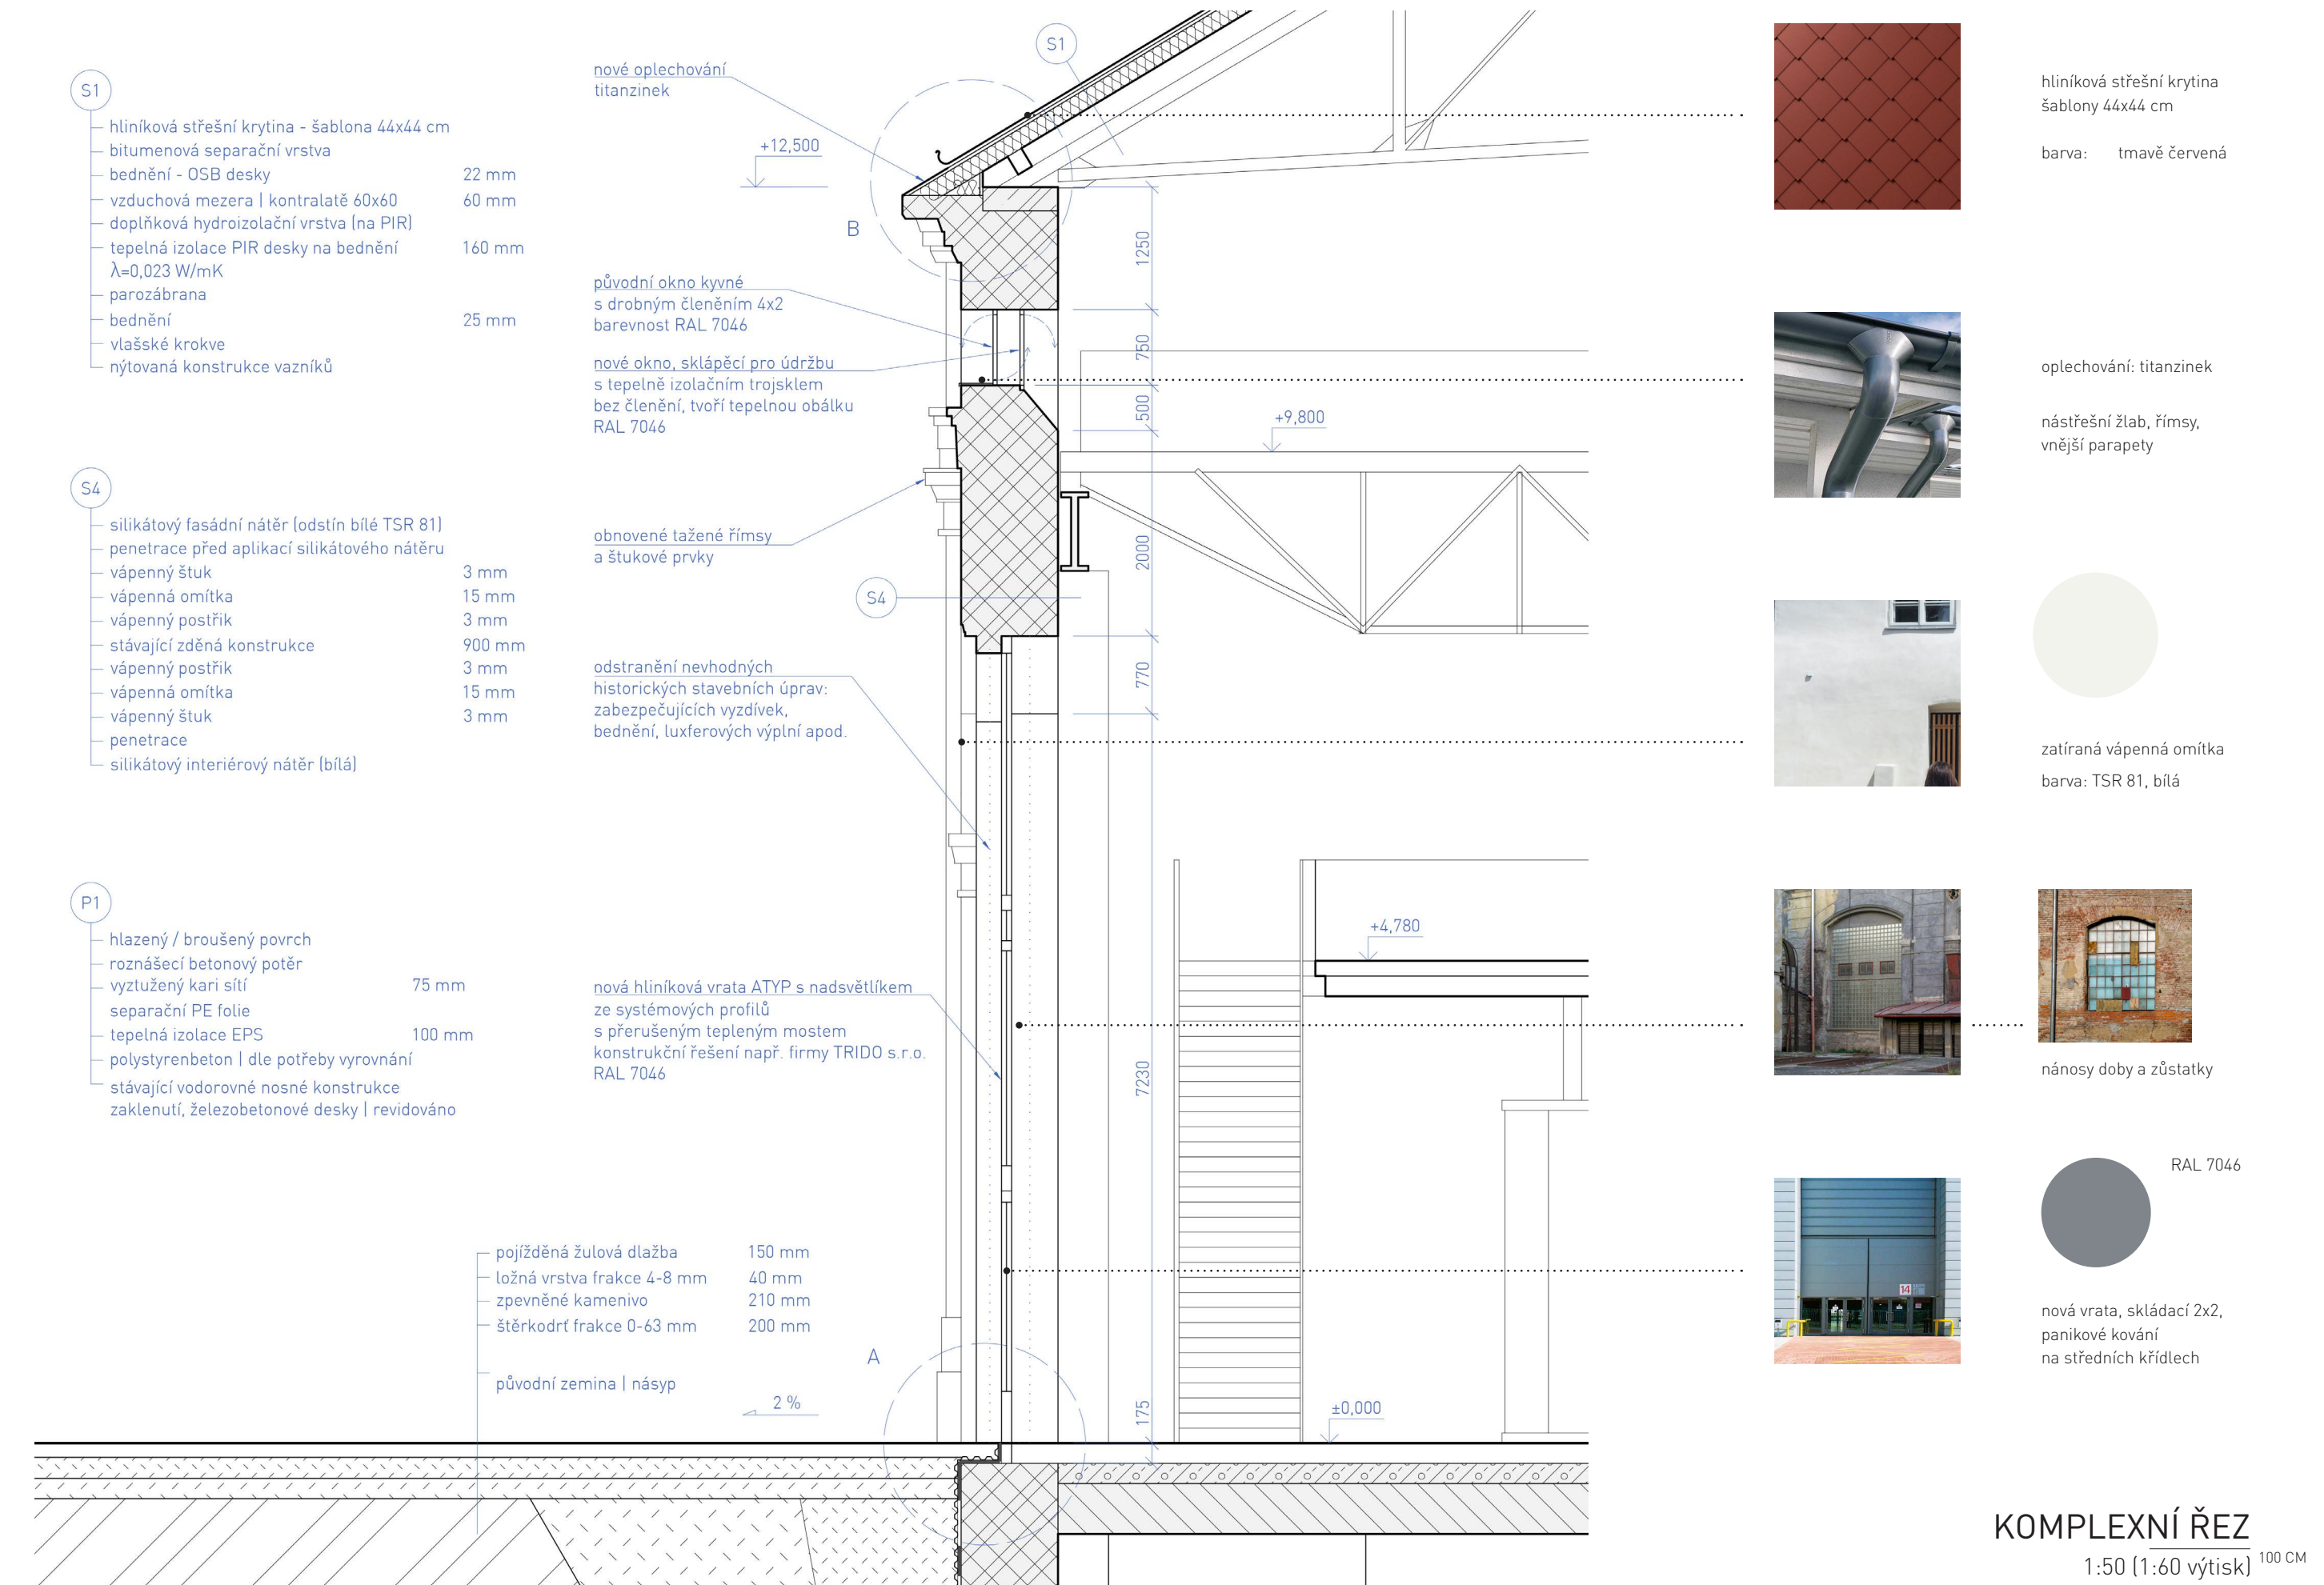 S1
hliníková střešní krytina - šablona 44x44 cm
bitumenová separační vrstva
bednění - OSB desky 22 mm
vzduchová mezera | kontralatě 60x60 60 mm
doplňková hydroizolační vrstva (na PIR)
tepelná izolace PIR desky na bednění 160 mm
λ=0,023 W/mK
parozábrana
bednění 25 mm
vlašské krokve
nýtovaná konstrukce vazníků
S4
silikátový fasádní nátěr (odstín bílé TSR 81)
penetrace před aplikací silikátového nátěru
vápenný štuk 3 mm
vápenná omítka 15 mm
vápenný postřik 3 mm
stávající zděná konstrukce 900 mm
vápenný postřik 3 mm
vápenná omítka 15 mm
vápenný štuk 3 mm
penetrace
silikátový interiérový nátěr (bílá)
P1
hlazený / broušený povrch
roznášecí betonový potěr
vyztužený kari sítí 75 mm
separační PE folie
tepelná izolace EPS 100 mm
polystyrenbeton | dle potřeby vyrovnání
stávající vodorovné nosné konstrukce
zaklenutí, železobetonové desky | revidováno
nové oplechování
titanzinek
+12,500
B
původní okno kyvné
s drobným členěním 4x2
barevnost RAL 7046
nové okno, sklápěcí pro údržbu
s tepelně izolačním trojsklem
bez členění, tvoří tepelnou obálku
RAL 7046
obnovené tažené římsy
a štukové prvky
S4
odstranění nevhodných
historických stavebních úprav:
zabezpečujících vyzdívek,
bednění, luxferových výplní apod.
nová hliníková vrata ATYP s nadsvětlíkem
ze systémových profilů
s přerušeným tepleným mostem
konstrukční řešení např. firmy TRIDO s.r.o.
RAL 7046
pojížděná žulová dlažba 150 mm
ložná vrstva frakce 4-8 mm 40 mm
zpevněné kamenivo 210 mm
štěrkodrť frakce 0-63 mm 200 mm
původní zemina | násyp
2 %
A
S1
1250
750
500
2000
770
7230
175
+9,800
+4,780
±0,000
hliníková střešní krytina
šablony 44x44 cm
barva: tmavě červená
oplechování: titanzinek
nástřešní žlab, římsy,
vnější parapety
zatíraná vápenná omítka
barva: TSR 81, bílá
nánosy doby a zůstatky
RAL 7046
14
nová vrata, skládací 2x2,
panikové kování
na středních křídlech
KOMPLEXNÍ ŘEZ
1:50 (1:60 výtisk) 100 CM